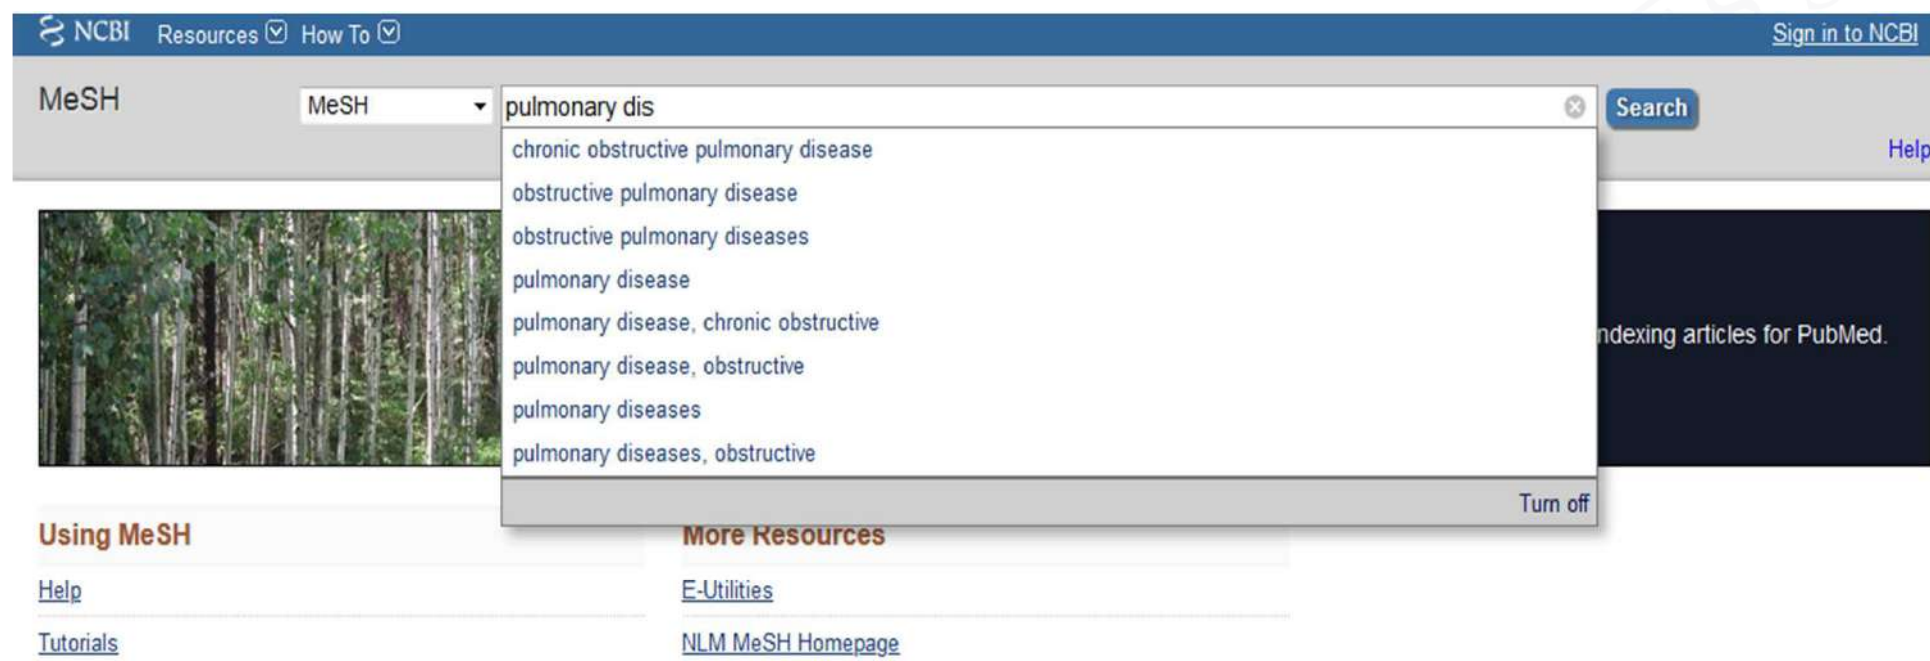 NCBI Resources How To Sign in to NCBI
MeSH MeSH pulmonary dis Search
Help
chronic obstructive pulmonary disease
obstructive pulmonary disease
obstructive pulmonary diseases
pulmonary disease
pulmonary disease, chronic obstructive
pulmonary disease, obstructive
pulmonary diseases
pulmonary diseases, obstructive
Turn off
ndexing articles for PubMed.
Using MeSH More Resources
Help E-Utilities
Tutorials NLM MeSH Homepage